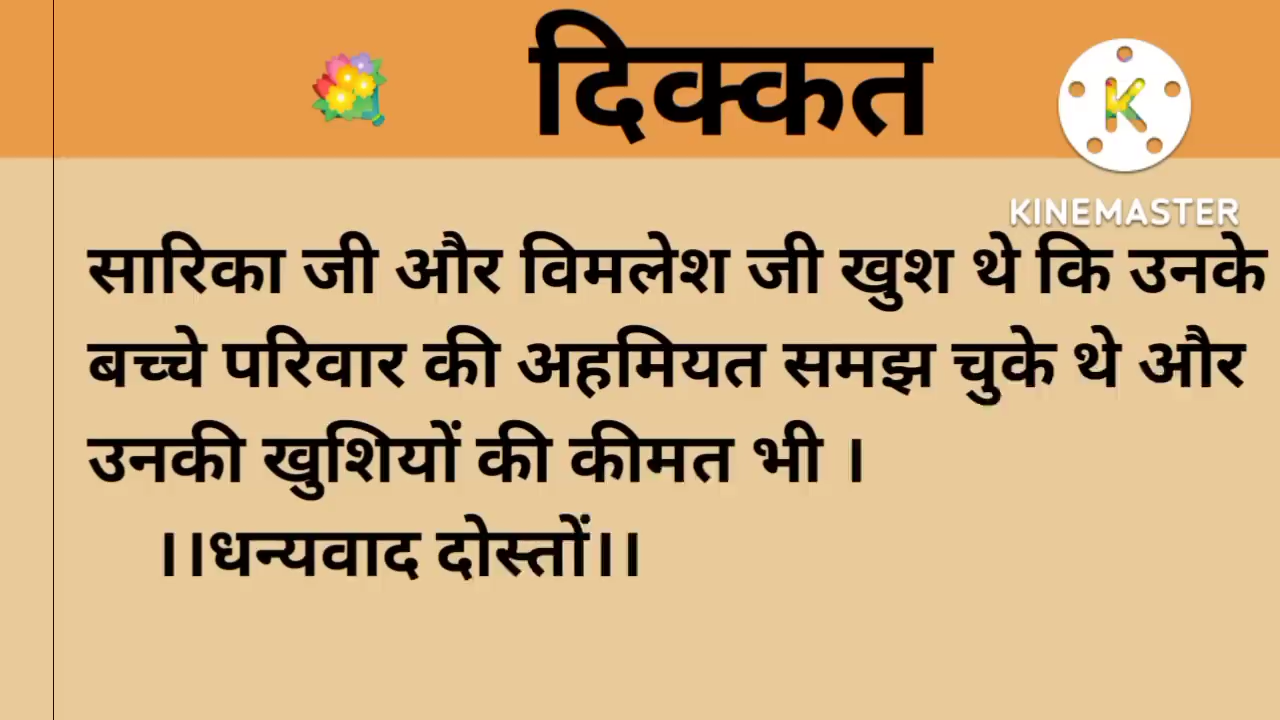 दिक्कत
K
KINEMASTER
सारिका जी और विमलेश जी खुश थे कि उनके
बच्चे परिवार की अहमियत समझ चुके थे और
उनकी खुशियों की कीमत भी ।
।।धन्यवाद दोस्तों।।